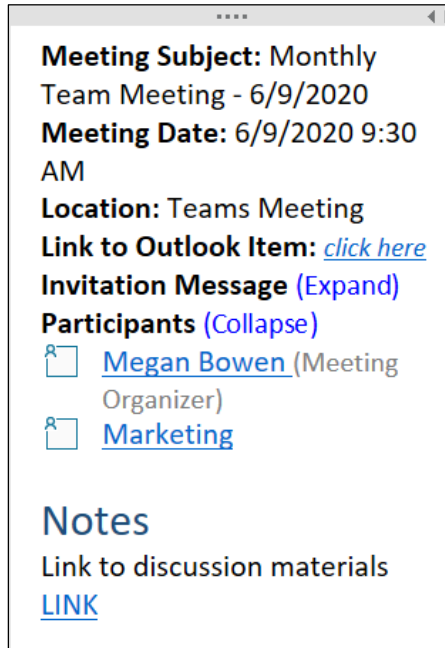 Meeting Subject: Monthly
Team Meeting - 6/9/2020
Meeting Date: 6/9/2020 9:30
AM
Location: Teams Meeting
Link to Outlook Item: click here
Invitation Message (Expand)
Participants (Collapse)
Megan Bowen (Meeting
Organizer)
Marketing
Notes
Link to discussion materials
LINK